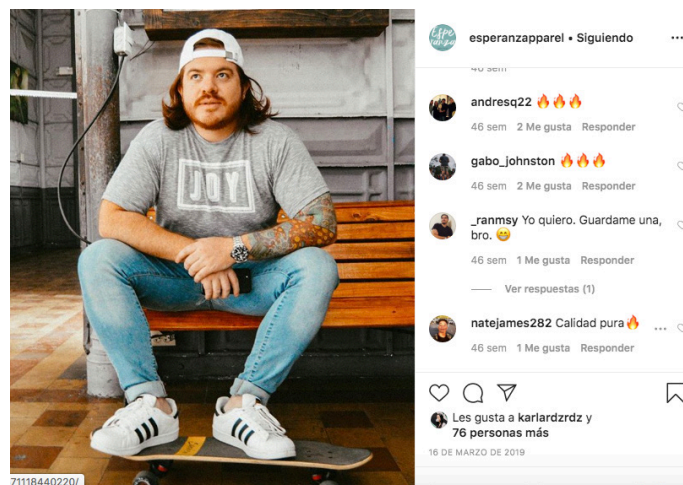 JOY
71118440220/
Espe
ranza
esperanzapparel • Siguiendo
46 sem
andresq22 🔥🔥🔥
46 sem 2 Me gusta Responder
gabo_johnston 🔥🔥🔥
46 sem 2 Me gusta Responder
_ranmsy Yo quiero. Guardame una,
bro. 😁
46 sem 1 Me gusta Responder
Ver respuestas (1)
natejames282 Calidad pura🔥
46 sem 1 Me gusta Responder
Les gusta a karlardzrdz y
76 personas más
16 DE MARZO DE 2019